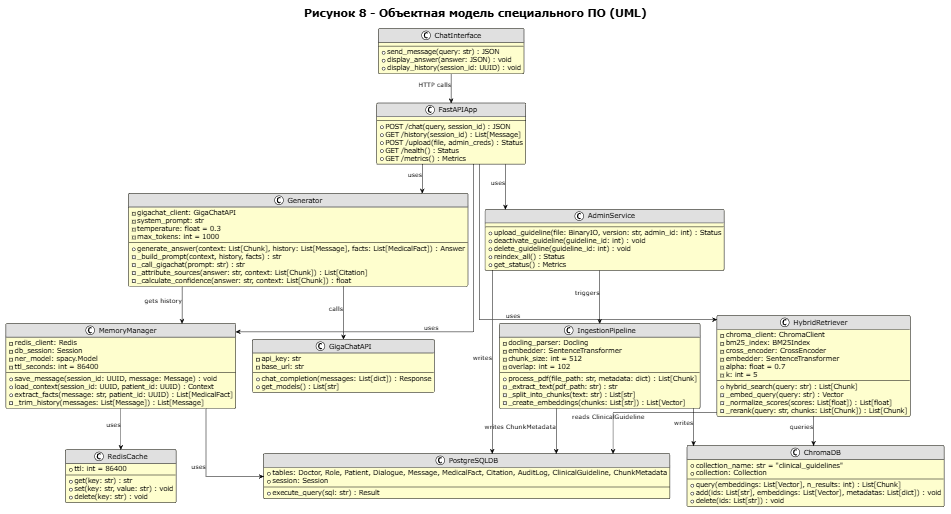 Рисунок 8 - Объектная модель специального ПО (UML)
C ChatInterface
send_message(query: str) : JSON
display_answer(answer: JSON) : void
display_history(session_id: UUID) : void
HTTP calls
C FastAPIApp
POST /chat(query, session_id) : JSON
GET /history(session_id) : List[Message]
POST /upload(file, admin_creds) : Status
GET /health() : Status
GET /metrics() : Metrics
uses
uses
C Generator
gigachat_client: GigaChatAPI
system_prompt: str
temperature: float = 0.3
max_tokens: int = 1000
generate_answer(context: List[Chunk], history: List[Message], facts: List[MedicalFact]) : Answer
_build_prompt(context, history, facts) : str
_call_gigachat(prompt: str) : str
_attribute_sources(answer: str, context: List[Chunk]) : List[Citation]
_calculate_confidence(answer: str, context: List[Chunk]) : float
C AdminService
upload_guideline(file: BinaryIO, version: str, admin_id: int) : Status
deactivate_guideline(guideline_id: int) : void
delete_guideline(guideline_id: int) : void
reindex_all() : Status
get_status() : Metrics
gets history
calls
triggers
uses
uses
C MemoryManager
redis_client: Redis
db_session: Session
ner_model: spacy.Model
ttl_seconds: int = 86400
save_message(session_id: UUID, message: Message) : void
load_context(session_id: UUID, patient_id: UUID) : Context
extract_facts(message: str, patient_id: UUID) : List[MedicalFact]
_trim_history(messages: List[Message]) : List[Message]
C GigaChatAPI
api_key: str
base_url: str
chat_completion(messages: List[dict]) : Response
get_models() : List[str]
writes
C IngestionPipeline
docling_parser: Docling
embedder: SentenceTransformer
chunk_size: int = 512
overlap: int = 102
process_pdf(file_path: str, metadata: dict) : List[Chunk]
_extract_text(pdf_path: str) : str
_split_into_chunks(text: str) : List[str]
_create_embeddings(chunks: List[str]) : List[Vector]
C HybridRetriever
chroma_client: ChromaClient
bm25_index: BM25Index
cross_encoder: CrossEncoder
embedder: SentenceTransformer
alpha: float = 0.7
k: int = 5
hybrid_search(query: str) : List[Chunk]
_embed_query(query: str) : Vector
_normalize_scores(scores: List[float]) : List[float]
_rerank(query: str, chunks: List[Chunk]) : List[Chunk]
uses
uses
writes ChunkMetadata
reads ClinicalGuideline
writes
queries
C RedisCache
ttl: int = 86400
get(key: str) : str
set(key: str, value: str) : void
delete(key: str) : void
C PostgreSQLDB
tables: Doctor, Role, Patient, Dialogue, Message, MedicalFact, Citation, AuditLog, ClinicalGuideline, ChunkMetadata
session: Session
execute_query(sql: str) : Result
C ChromaDB
collection_name: str = "clinical_guidelines"
collection: Collection
query(embeddings: List[Vector], n_results: int) : List[Chunk]
add(ids: List[str], embeddings: List[Vector], metadatas: List[dict]) : void
delete(ids: List[str]) : void